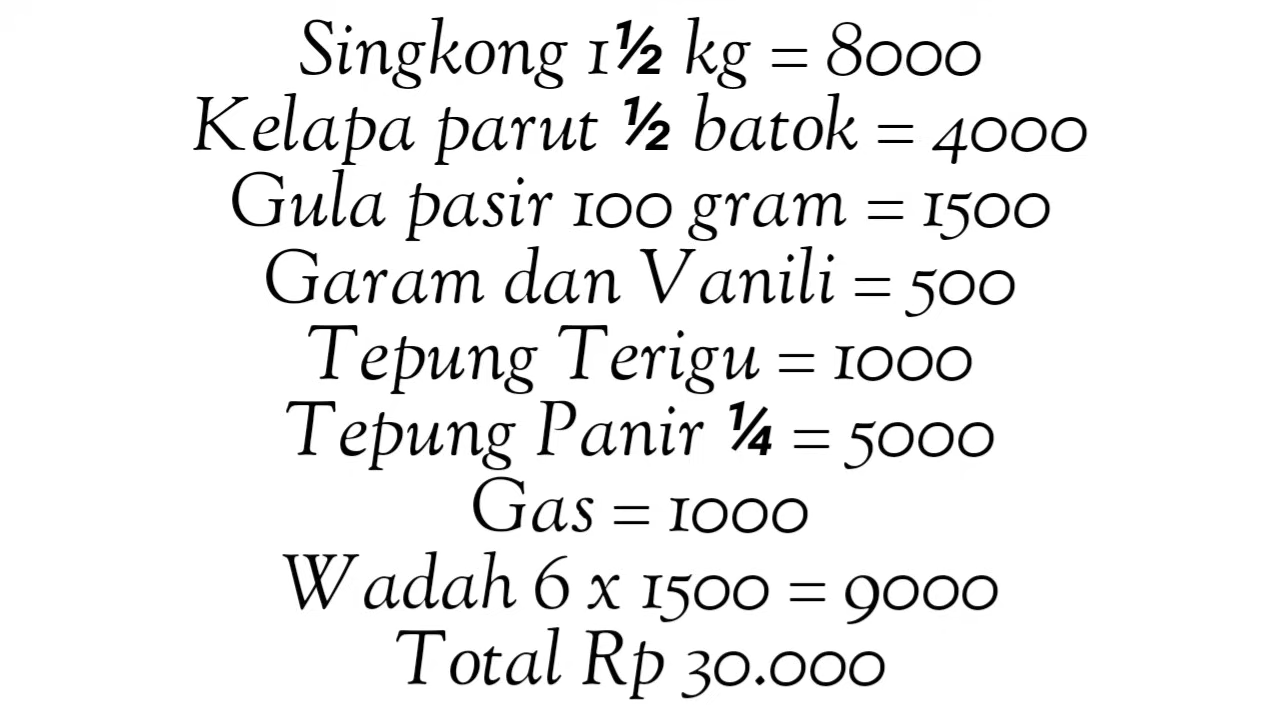 Singkong 1½ kg = 8000
Kelapa parut ½ batok = 4000
Gula pasir 100 gram = 1500
Garam dan Vanili = 500
Tepung Terigu = 1000
Tepung Panir ¼ = 5000
Gas = 1000
Wadah 6 x 1500 = 9000
Total Rp 30.000